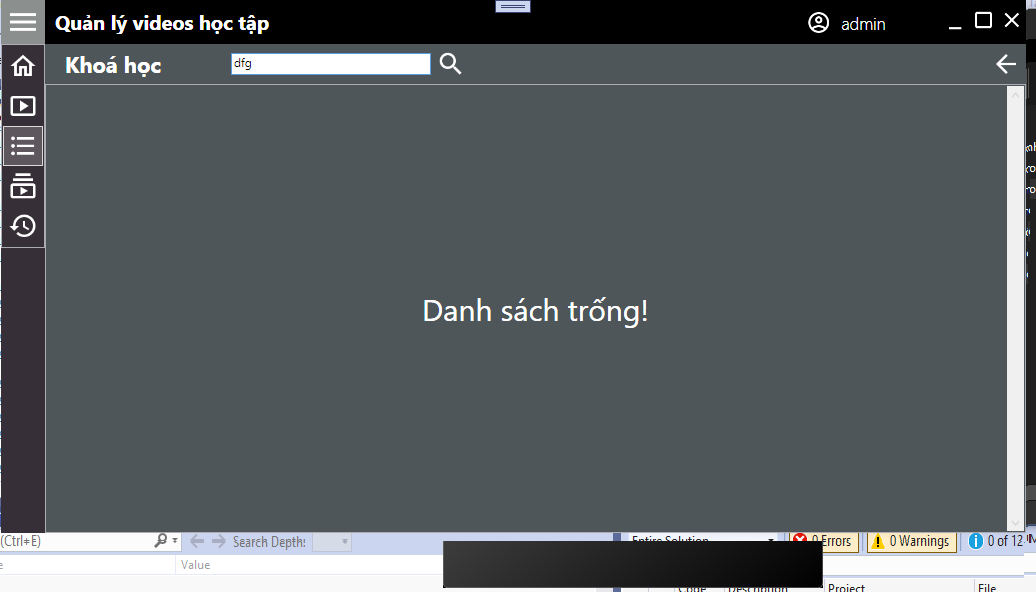 Quản lý videos học tập
admin
Khoá học
dfg
Danh sách trống!
(Ctrl+E)
Search Depth:
Entire Solution
0 Errors
0 Warnings
0 of 12
Value
Code
Description
Project
File